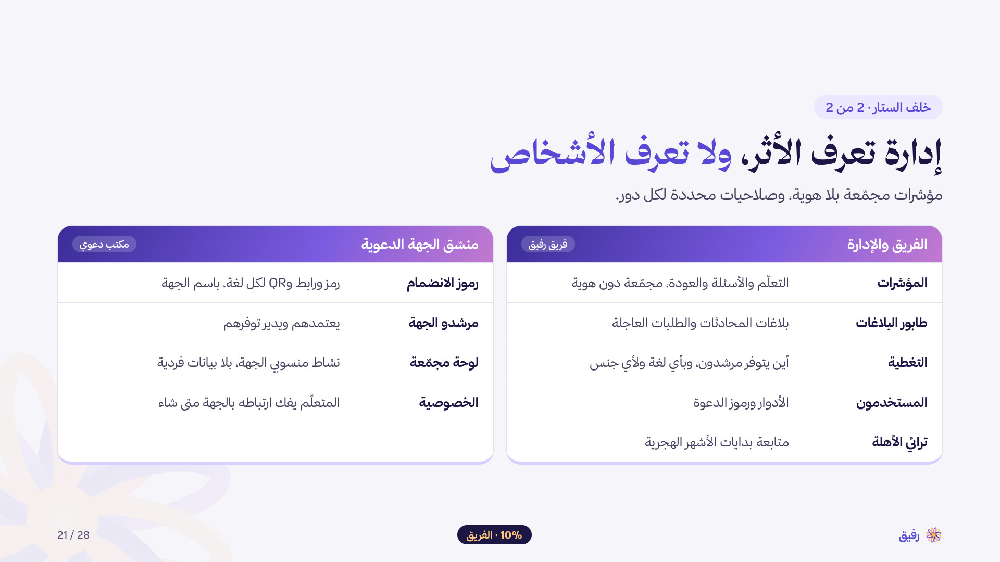 خلف الستار · 2 من 2
إدارة تعرف الأثر، ولا تعرف الأشخاص
مؤشرات مجمّعة بلا هوية، وصلاحيات محددة لكل دور.
الفريق والإدارة
فريق رفيق
المؤشرات
التعلّم والأسئلة والعودة، مجمّعة دون هوية
طابور البلاغات
بلاغات المحادثات والطلبات العاجلة
التغطية
أين يتوفر مرشدون، وبأي لغة ولأي جنس
المستخدمون
الأدوار ورموز الدعوة
ترائي الأهلة
متابعة بدايات الأشهر الهجرية
منسّق الجهة الدعوية
مكتب دعوي
رموز الانضمام
رمز ورابط وQR لكل لغة، باسم الجهة
مرشدو الجهة
يعتمدهم ويدير توفرهم
لوحة مجمّعة
نشاط منسوبي الجهة، بلا بيانات فردية
الخصوصية
المتعلّم يفك ارتباطه بالجهة متى شاء
رفيق
10% · الفريق
21 / 28